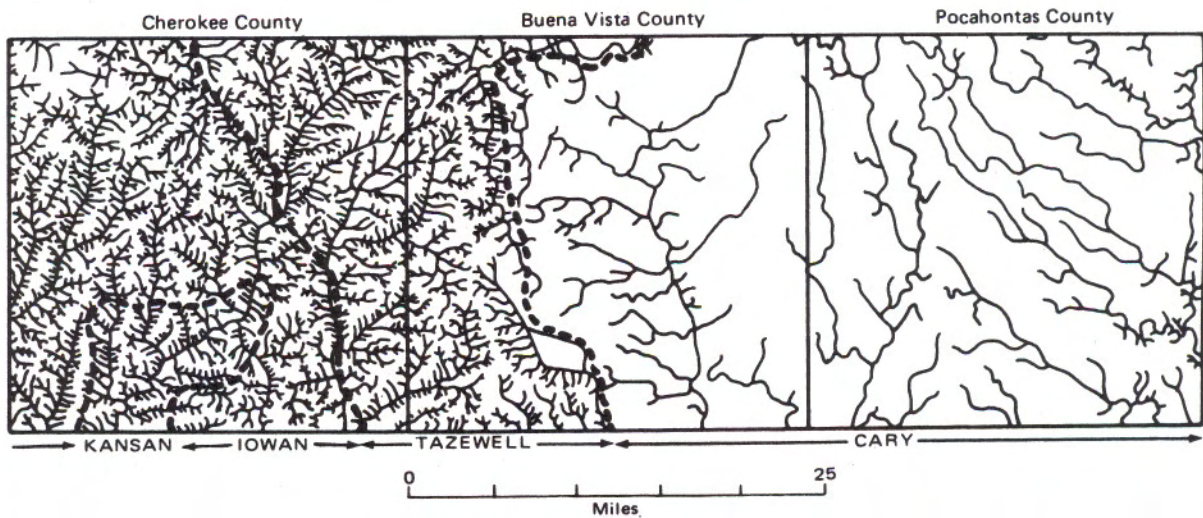 Cherokee County Buena Vista County Pocahontas County
KANSAN IOWAN TAZEWELL CARY
0 25
Miles